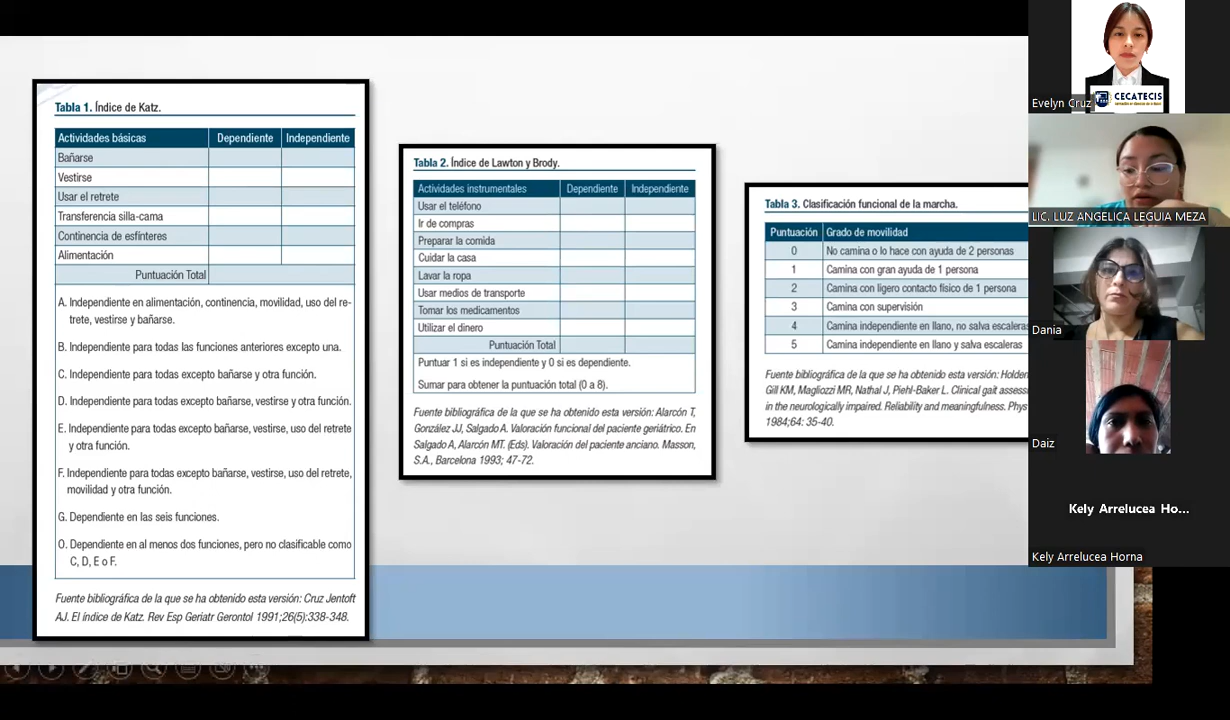 Tabla 1. Índice de Katz.
Actividades básicas Dependiente Independiente
Bañarse
Vestirse
Usar el retrete
Transferencia silla-cama
Continencia de esfínteres
Alimentación
Puntuación Total
A. Independiente en alimentación, continencia, movilidad, uso del re-
trete, vestirse y bañarse.
B. Independiente para todas las funciones anteriores excepto una.
C. Independiente para todas excepto bañarse y otra función.
D. Independiente para todas excepto bañarse, vestirse y otra función.
E. Independiente para todas excepto bañarse, vestirse, uso del retrete
y otra función.
F. Independiente para todas excepto bañarse, vestirse, uso del retrete,
movilidad y otra función.
G. Dependiente en las seis funciones.
O. Dependiente en al menos dos funciones, pero no clasificable como
C, D, E o F.
Fuente bibliográfica de la que se ha obtenido esta versión: Cruz Jentoft
AJ. El índice de Katz. Rev Esp Geriatr Gerontol 1991;26(5):338-348.
Tabla 2. Índice de Lawton y Brody.
Actividades instrumentales Dependiente Independiente
Usar el teléfono
Ir de compras
Preparar la comida
Cuidar la casa
Lavar la ropa
Usar medios de transporte
Tomar los medicamentos
Utilizar el dinero
Puntuación Total
Puntuar 1 si es independiente y 0 si es dependiente.
Sumar para obtener la puntuación total (0 a 8).
Fuente bibliográfica de la que se ha obtenido esta versión: Alarcón T,
González JJ, Salgado A. Valoración funcional del paciente geriátrico. En
Salgado A, Alarcón MT. (Eds). Valoración del paciente anciano. Masson,
S.A., Barcelona 1993; 47-72.
Tabla 3. Clasificación funcional de la marcha.
Puntuación Grado de movilidad
0 No camina o lo hace con ayuda de 2 personas
1 Camina con gran ayuda de 1 persona
2 Camina con ligero contacto físico de 1 persona
3 Camina con supervisión
4 Camina independiente en llano, no salva escaleras
5 Camina independiente en llano y salva escaleras
Fuente bibliográfica de la que se ha obtenido esta versión: Holden
Gill KM, Magliozzi MR, Nathal J, Piehl-Baker L. Clinical gait assess
in the neurologically impaired. Reliability and meaningfulness. Phys
1984;64: 35-40.
CECATECIS
Evelyn Cruz
LIC. LUZ ANGELICA LEGUIA MEZA
Dania
Daiz
Kely Arrelucea Ho...
Kely Arrelucea Horna